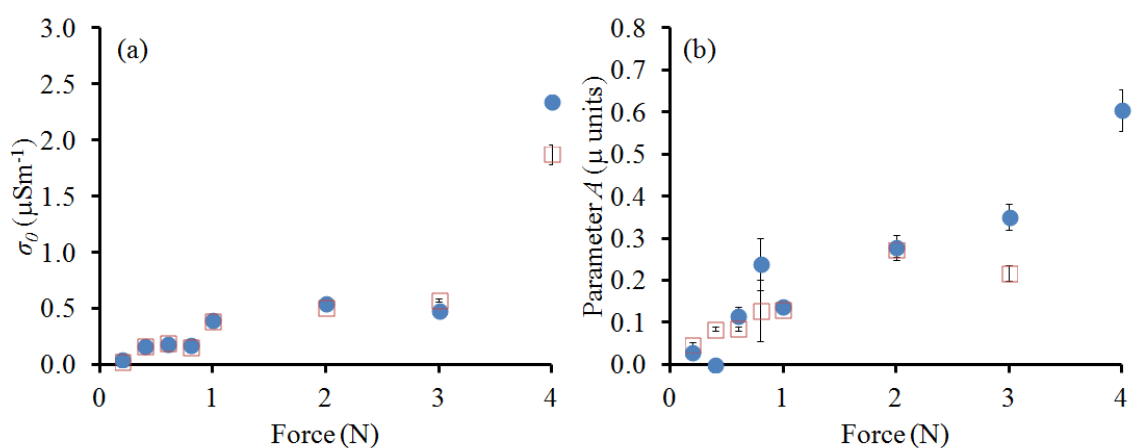 (a)
σ0 (µSm-1)
3.0
2.5
2.0
1.5
1.0
0.5
0.0
0 1 2 3 4
Force (N)
(b)
Parameter A (µ units)
0.8
0.7
0.6
0.5
0.4
0.3
0.2
0.1
0.0
0 1 2 3 4
Force (N)